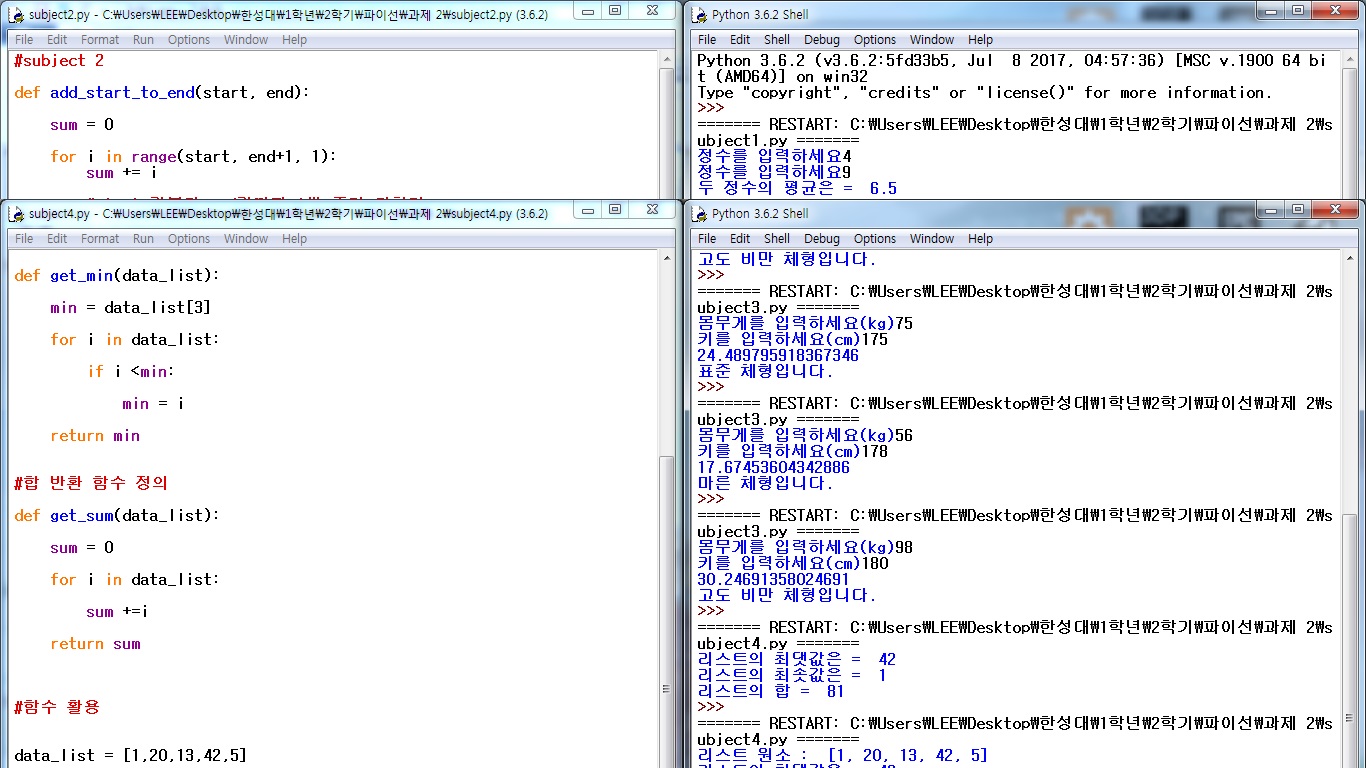 subject2.py - C:\Users\LEE\Desktop\한성대\1학년\2학기\파이선\과제 2\subject2.py (3.6.2)
File Edit Format Run Options Window Help
#subject 2
def add_start_to_end(start, end):
sum = 0
for i in range(start, end+1, 1):
sum += i
Python 3.6.2 Shell
File Edit Shell Debug Options Window Help
Python 3.6.2 (v3.6.2:5fd33b5, Jul  8 2017, 04:57:36) [MSC v.1900 64 bi
t (AMD64)] on win32
Type "copyright", "credits" or "license()" for more information.
>>>
======= RESTART: C:\Users\LEE\Desktop\한성대\1학년\2학기\파이선\과제 2\s
ubject1.py =======
정수를 입력하세요4
정수를 입력하세요9
두 정수의 평균은 =  6.5
subject4.py - C:\Users\LEE\Desktop\한성대\1학년\2학기\파이선\과제 2\subject4.py (3.6.2)
File Edit Format Run Options Window Help
def get_min(data_list):
min = data_list[3]
for i in data_list:
if i <min:
min = i
return min
#합 반환 함수 정의
def get_sum(data_list):
sum = 0
for i in data_list:
sum +=i
return sum
#함수 활용
data_list = [1,20,13,42,5]
Python 3.6.2 Shell
File Edit Shell Debug Options Window Help
고도 비만 체형입니다.
>>>
======= RESTART: C:\Users\LEE\Desktop\한성대\1학년\2학기\파이선\과제 2\s
ubject3.py =======
몸무게를 입력하세요(kg)75
키를 입력하세요(cm)175
24.489795918367346
표준 체형입니다.
>>>
======= RESTART: C:\Users\LEE\Desktop\한성대\1학년\2학기\파이선\과제 2\s
ubject3.py =======
몸무게를 입력하세요(kg)56
키를 입력하세요(cm)178
17.67453604342886
마른 체형입니다.
>>>
======= RESTART: C:\Users\LEE\Desktop\한성대\1학년\2학기\파이선\과제 2\s
ubject3.py =======
몸무게를 입력하세요(kg)98
키를 입력하세요(cm)180
30.24691358024691
고도 비만 체형입니다.
>>>
======= RESTART: C:\Users\LEE\Desktop\한성대\1학년\2학기\파이선\과제 2\s
ubject4.py =======
리스트의 최댓값은 =  42
리스트의 최솟값은 =  1
리스트의 합 =  81
>>>
======= RESTART: C:\Users\LEE\Desktop\한성대\1학년\2학기\파이선\과제 2\s
ubject4.py =======
리스트 원소 :  [1, 20, 13, 42, 5]